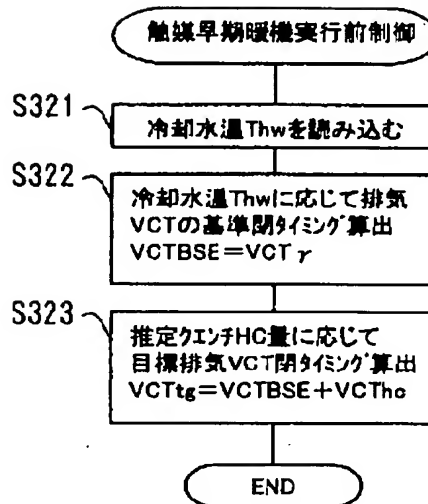 触媒早期暖機実行前制御
S321
冷却水温Thwを読み込む
S322
冷却水温Thwに応じて排気
VCTの基準閉タイミング算出
VCTBSE=VCTγ
S323
推定クエンチHC量に応じて
目標排気VCT閉タイミング算出
VCTtg=VCTBSE+VCThc
END